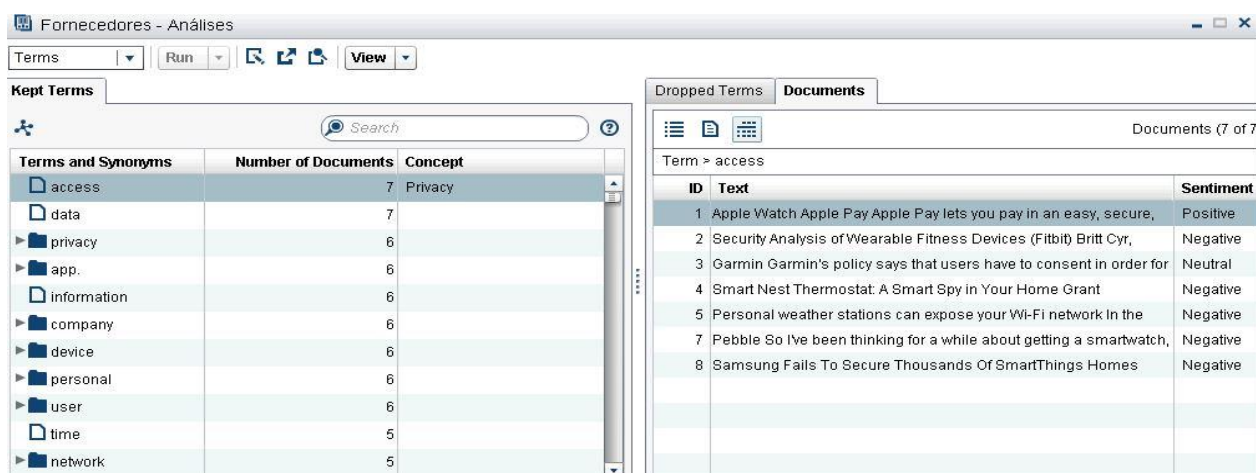 Fornecedores - Análises
Terms Run View
Kept Terms
Search
Terms and Synonyms Number of Documents Concept
access 7 Privacy
data 7
privacy 6
app. 6
information 6
company 6
device 6
personal 6
user 6
time 5
network 5
Dropped Terms Documents
Documents (7 of 7
Term > access
ID Text Sentiment
1 Apple Watch Apple Pay Apple Pay lets you pay in an easy, secure, Positive
2 Security Analysis of Wearable Fitness Devices (Fitbit) Britt Cyr, Negative
3 Garmin Garmin's policy says that users have to consent in order for Neutral
4 Smart Nest Thermostat: A Smart Spy in Your Home Grant Negative
5 Personal weather stations can expose your Wi-Fi network In the Negative
7 Pebble So I've been thinking for a while about getting a smartwatch, Negative
8 Samsung Fails To Secure Thousands Of SmartThings Homes Negative